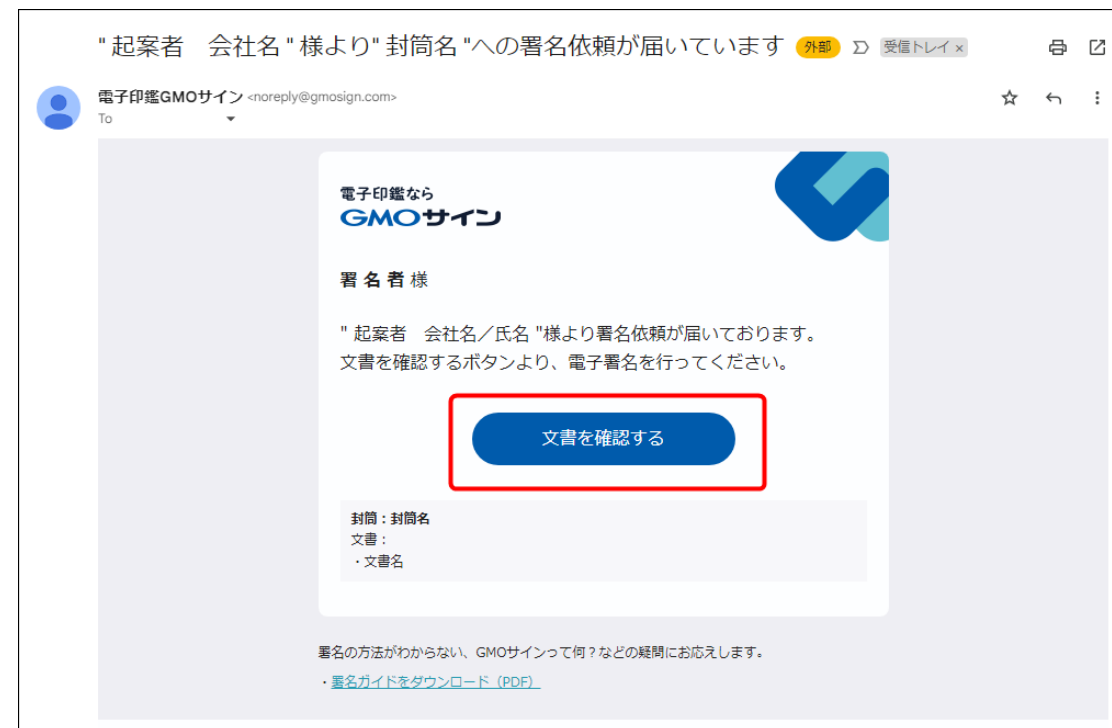 "起案者　会社名"様より"封筒名"への署名依頼が届いています 外部 受信トレイ ×
電子印鑑GMOサイン <noreply@gmosign.com>
To
電子印鑑なら
GMOサイン
署名者 様
"起案者　会社名／氏名"様より署名依頼が届いております。
文書を確認するボタンより、電子署名を行ってください。
文書を確認する
封筒：封筒名
文書：
・文書名
署名の方法がわからない、GMOサインって何？などの疑問にお応えします。
・署名ガイドをダウンロード（PDF）